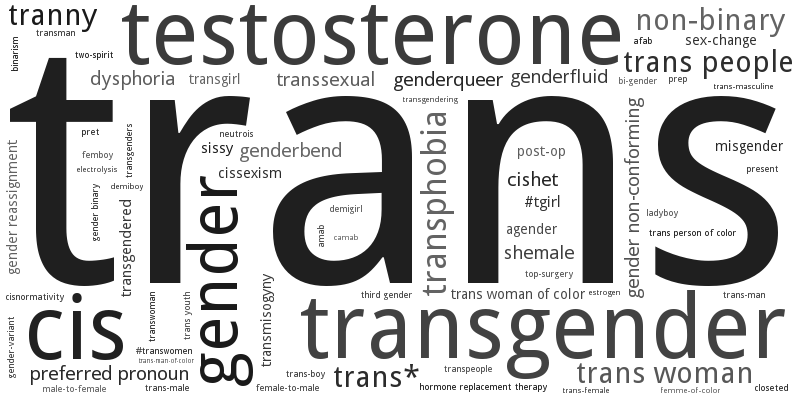 tranny
transman
binarism
two-spirit
testosterone
non-binary
afab
sex-change
trans people
dysphoria
transgirl
transsexual
genderqueer
genderfluid
bi-gender
prep
trans-masculine
transgendering
trans
pret
transgenders
neutrois
femboy
electrolysis
sissy
genderbend
cissexism
transphobia
post-op
cishet
#tgirl
gender non-conforming
misgender
present
gender reassignment
gender binary
demiboy
transgendered
gender
demigirl
amab
camab
agender
shemale
top-surgery
ladyboy
trans person of color
cisnormativity
transwoman
trans youth
transmisogyny
third gender
trans woman of color
estrogen
trans-man
cis
gender-variant
#transwomen
trans-man-of-color
transgender
preferred pronoun
male-to-female
trans-male
trans-boy
female-to-male
trans*
transpeople
hormone replacement therapy
trans woman
trans-female
femme-of-color
closeted